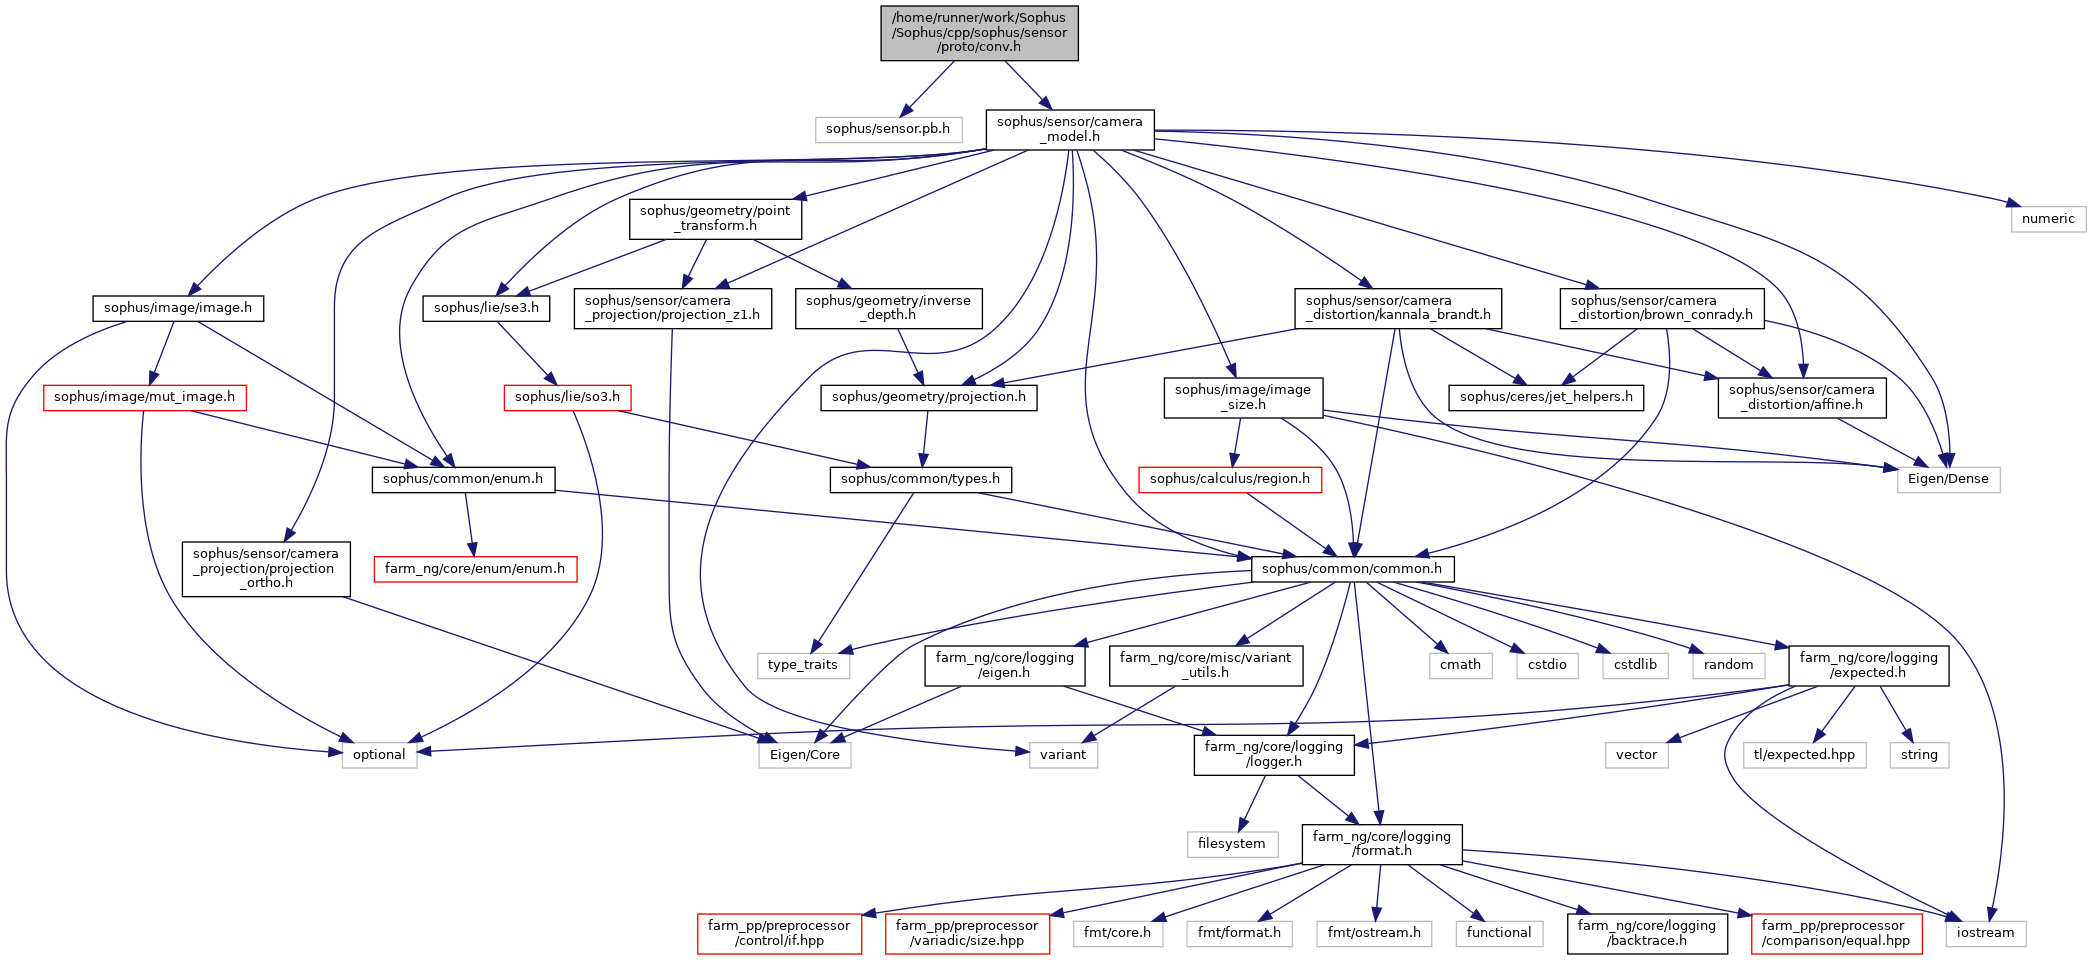 /home/runner/work/Sophus
/Sophus/cpp/sophus/sensor
/proto/conv.h
sophus/sensor.pb.h
sophus/sensor/camera
_model.h
sophus/geometry/point
_transform.h
numeric
sophus/image/image.h
sophus/lie/se3.h
sophus/sensor/camera
_projection/projection_z1.h
sophus/geometry/inverse
_depth.h
sophus/sensor/camera
_distortion/kannala_brandt.h
sophus/sensor/camera
_distortion/brown_conrady.h
sophus/image/mut_image.h
sophus/lie/so3.h
sophus/geometry/projection.h
sophus/image/image
_size.h
sophus/ceres/jet_helpers.h
sophus/sensor/camera
_distortion/affine.h
sophus/common/enum.h
sophus/common/types.h
sophus/calculus/region.h
Eigen/Dense
sophus/sensor/camera
_projection/projection
_ortho.h
farm_ng/core/enum/enum.h
sophus/common/common.h
type_traits
farm_ng/core/logging
/eigen.h
farm_ng/core/misc/variant
_utils.h
cmath
cstdio
cstdlib
random
farm_ng/core/logging
/expected.h
optional
Eigen/Core
variant
farm_ng/core/logging
/logger.h
vector
tl/expected.hpp
string
filesystem
farm_ng/core/logging
/format.h
farm_pp/preprocessor
/control/if.hpp
farm_pp/preprocessor
/variadic/size.hpp
fmt/core.h
fmt/format.h
fmt/ostream.h
functional
farm_ng/core/logging
/backtrace.h
farm_pp/preprocessor
/comparison/equal.hpp
iostream